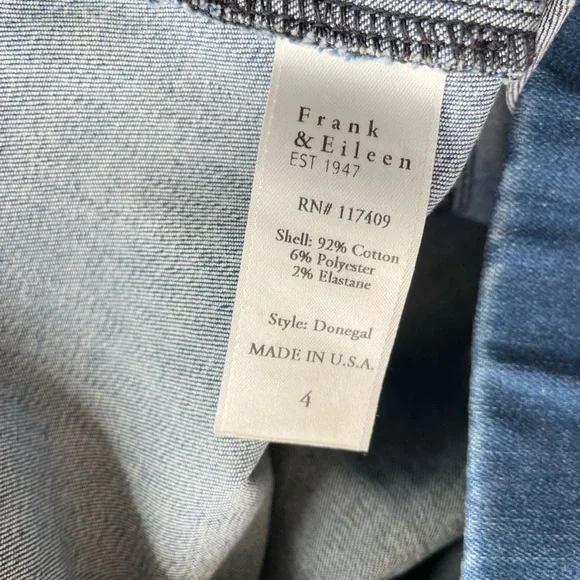 Frank
& Eileen
EST 1947
RN# 117409
Shell: 92% Cotton
6% Polyester
2% Elastane
Style: Donegal
MADE IN U.S.A.
4